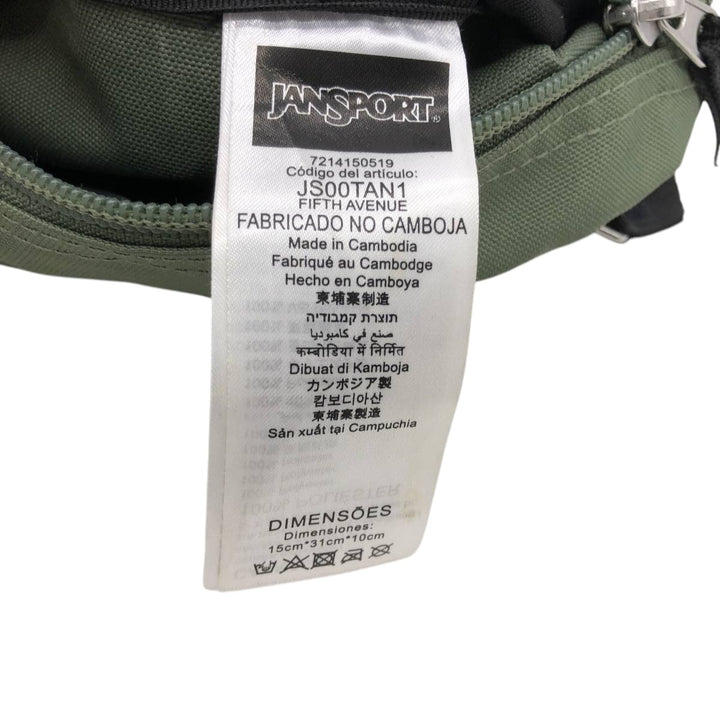 JANSPORT®
7214150519
Código del artículo:
JS00TAN1
FIFTH AVENUE
FABRICADO NO CAMBOJA
Made in Cambodia
Fabriqué au Cambodge
Hecho en Camboya
柬埔寨制造
תוצרת קמבודיה
صنع في كامبوديا
कम्बोडिया में निर्मित
Dibuat di Kamboja
カンボジア製
캄보디아산
柬埔寨製造
Sản xuất tại Campuchia
100% POLIÉSTER
DIMENSÕES
Dimensiones:
15cm*31cm*10cm